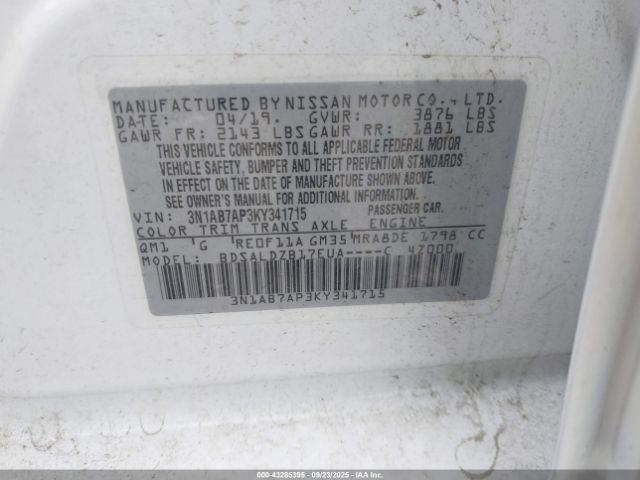 MANUFACTURED BY NISSAN MOTOR CO., LTD.
DATE: 04/19. GVWR: 3876 LBS
GAWR FR: 2143 LBS GAWR RR: 1881 LBS
THIS VEHICLE CONFORMS TO ALL APPLICABLE FEDERAL MOTOR
VEHICLE SAFETY, BUMPER AND THEFT PREVENTION STANDARDS
IN EFFECT ON THE DATE OF MANUFACTURE SHOWN ABOVE.
SEE OWNER'S MANUAL FOR ADDITIONAL INFORMATION.
VIN: 3N1AB7AP3KY341715 PASSENGER CAR.
COLOR TRIM TRANS AXLE ENGINE
QM1 G RE0F11A GM35 MRA8DE 1798 CC
MODEL: BDSALDZB17EUA----C 4Z000
3N1AB7AP3KY341715
000-43285395 - 09/23/2025 - IAAI.COM